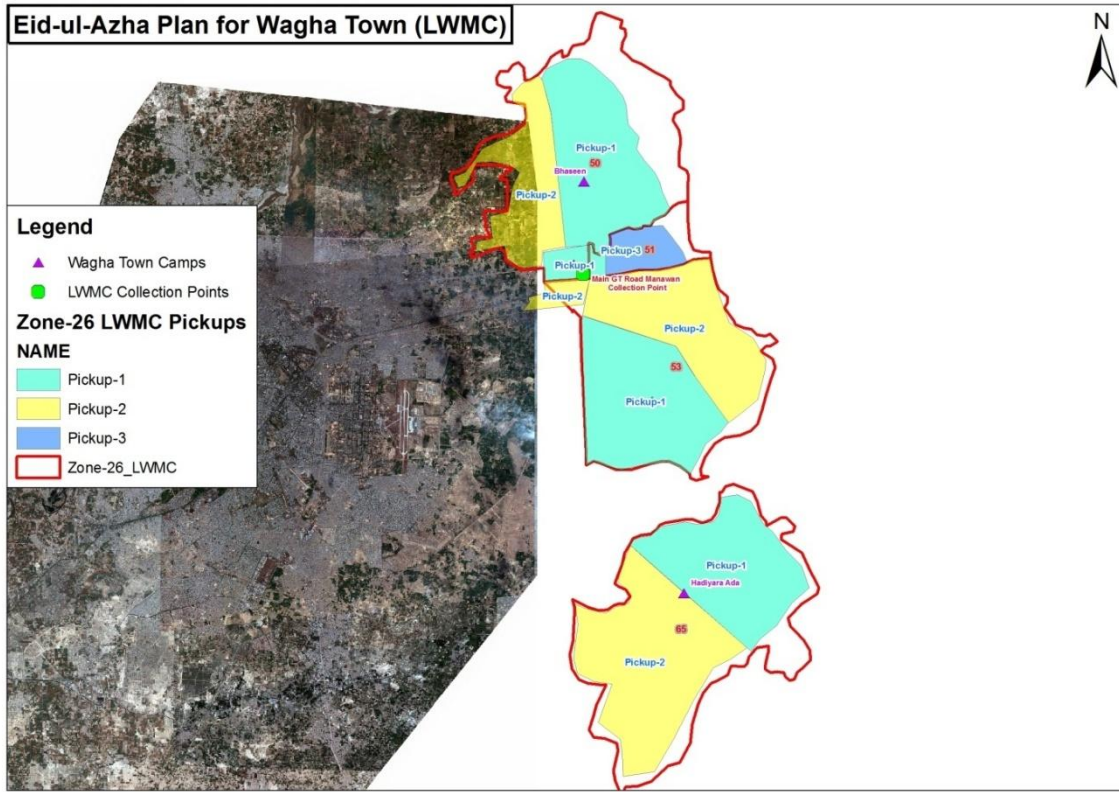 Eid-ul-Azha Plan for Wagha Town (LWMC)
N
Legend
Wagha Town Camps
LWMC Collection Points
Zone-26 LWMC Pickups
NAME
Pickup-1
Pickup-2
Pickup-3
Zone-26_LWMC
Pickup-1
50
Bhaseen
Pickup-2
Pickup-3
51
Pickup-1
Main GT Road Manawan
Collection Point
Pickup-2
Pickup-2
53
Pickup-1
Pickup-1
Hadiyara Ada
65
Pickup-2